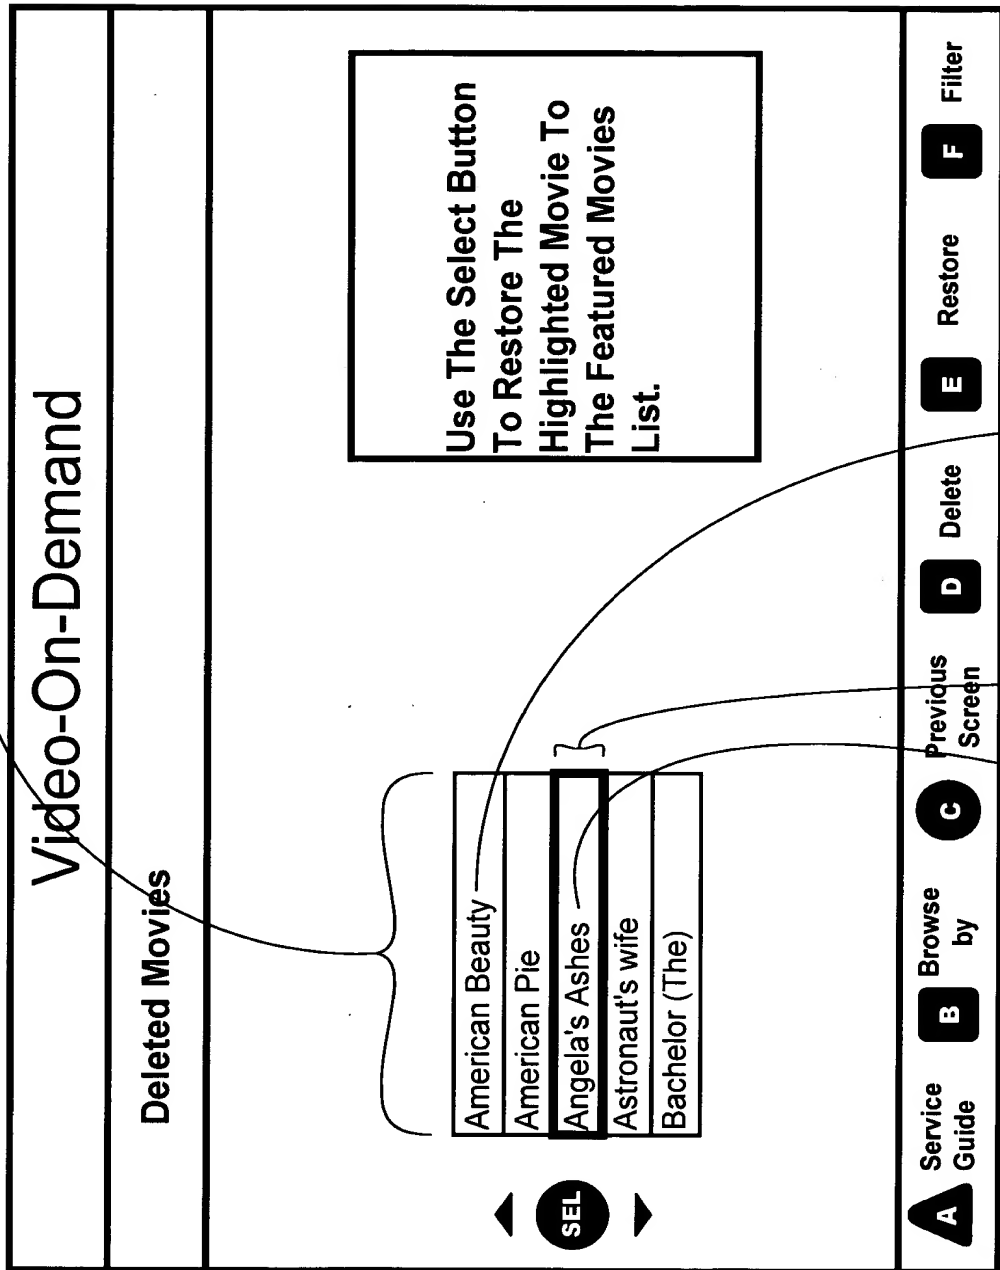 Video-On-Demand
Deleted Movies
American Beauty
American Pie
Angela's Ashes
Astronaut's wife
Bachelor (The)
SEL
Use The Select Button
To Restore The
Highlighted Movie To
The Featured Movies
List.
A Service
Guide
B Browse
by
C Previous
Screen
D Delete
E Restore
F Filter